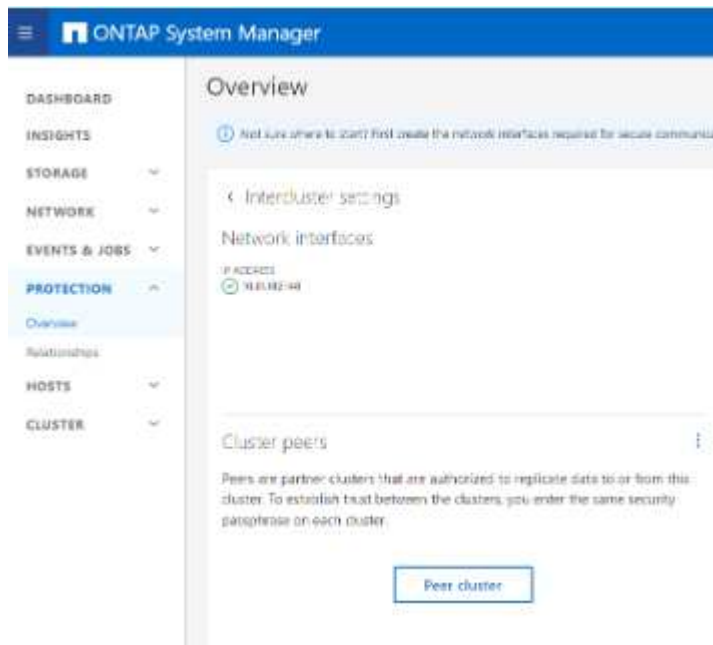 ONTAP System Manager
DASHBOARD
INSIGHTS
STORAGE
NETWORK
EVENTS & JOBS
PROTECTION
Overview
Relationships
HOSTS
CLUSTER
Overview
Not sure where to start? First create the network interfaces required for secure
Intercluster settings
Network interfaces
IP ADDRESS
Cluster peers
Peers are partner clusters that are authorized to replicate data to or from this
cluster. To establish trust between the clusters, you enter the same security
passphrase on each cluster.
Peer cluster